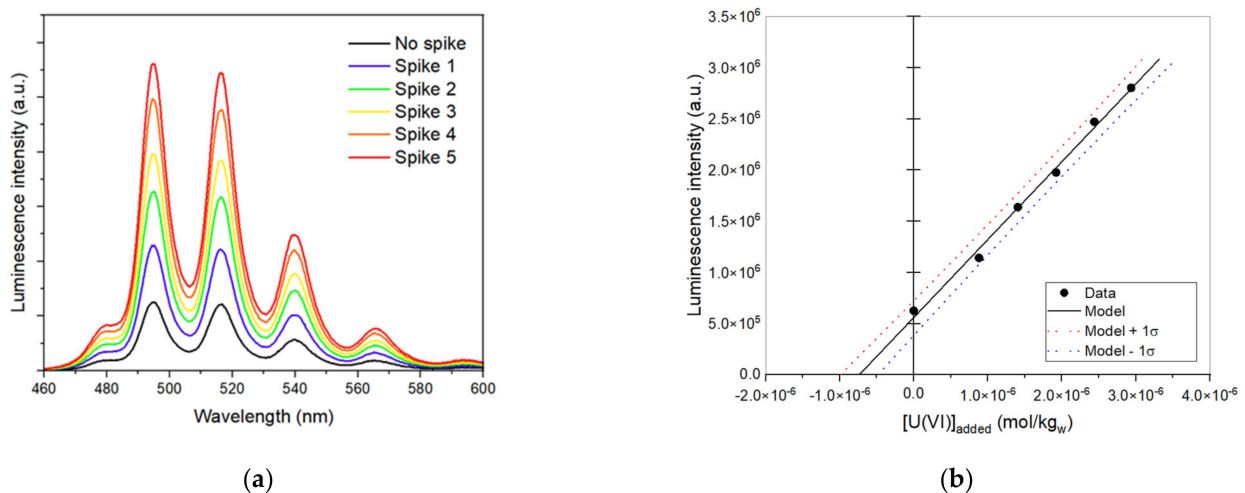 Luminescence intensity (a.u.)
No spike
Spike 1
Spike 2
Spike 3
Spike 4
Spike 5
460 480 500 520 540 560 580 600
Wavelength (nm)
(a)
Luminescence intensity (a.u.)
3.5×10⁶
3.0×10⁶
2.5×10⁶
2.0×10⁶
1.5×10⁶
1.0×10⁶
5.0×10⁵
0.0
Data
Model
Model + 1σ
Model - 1σ
-2.0×10⁻⁶ -1.0×10⁻⁶ 0.0 1.0×10⁻⁶ 2.0×10⁻⁶ 3.0×10⁻⁶ 4.0×10⁻⁶
[U(VI)]added (mol/kgw)
(b)